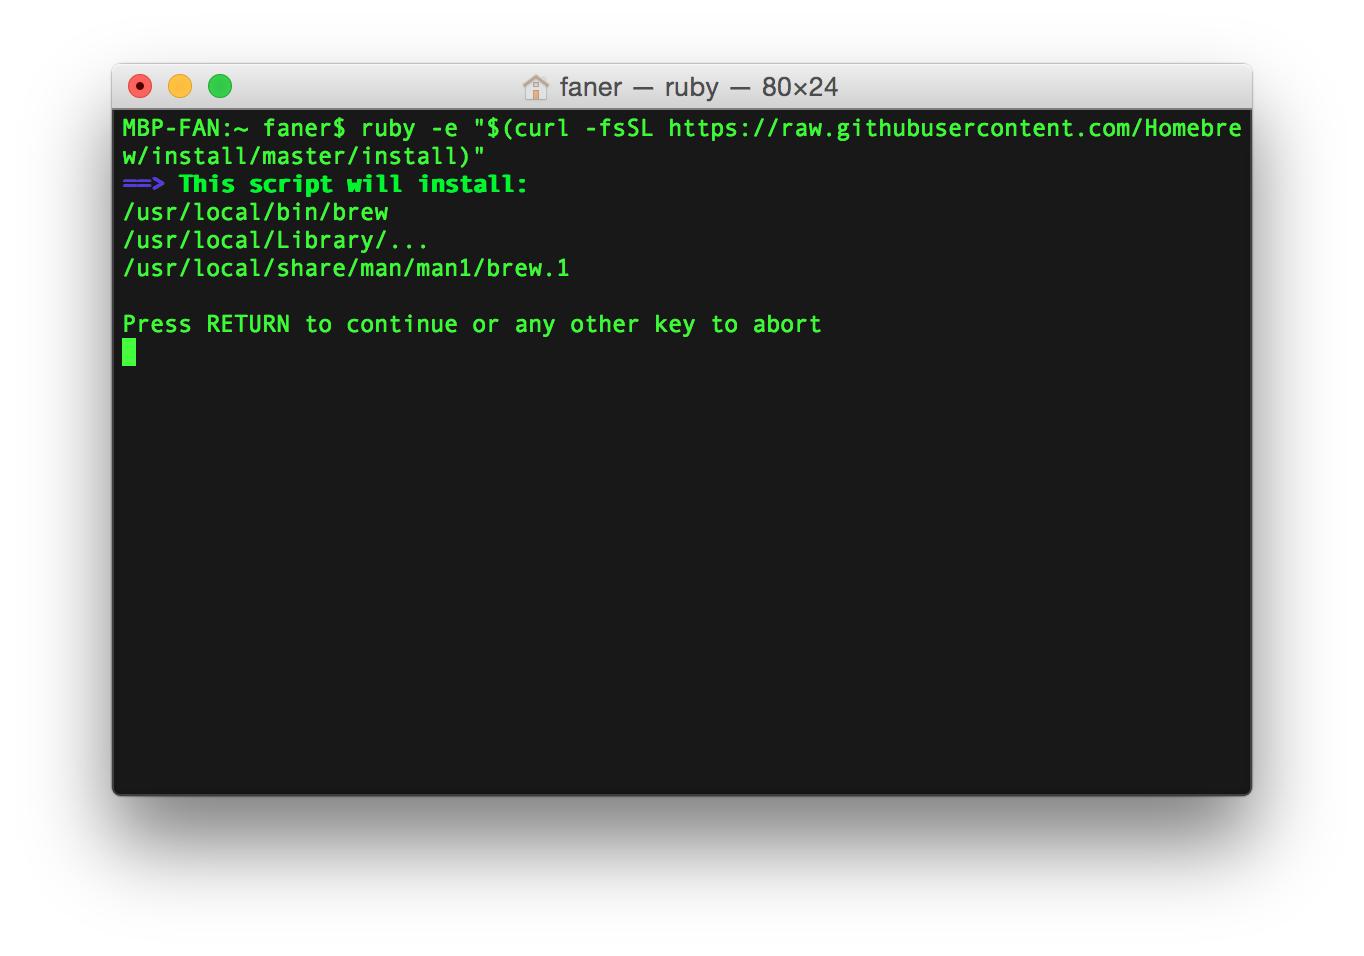 faner — ruby — 80×24
MBP-FAN:~ faner$ ruby -e "$(curl -fsSL https://raw.githubusercontent.com/Homebre
w/install/master/install)"
==> This script will install:
/usr/local/bin/brew
/usr/local/Library/...
/usr/local/share/man/man1/brew.1
Press RETURN to continue or any other key to abort